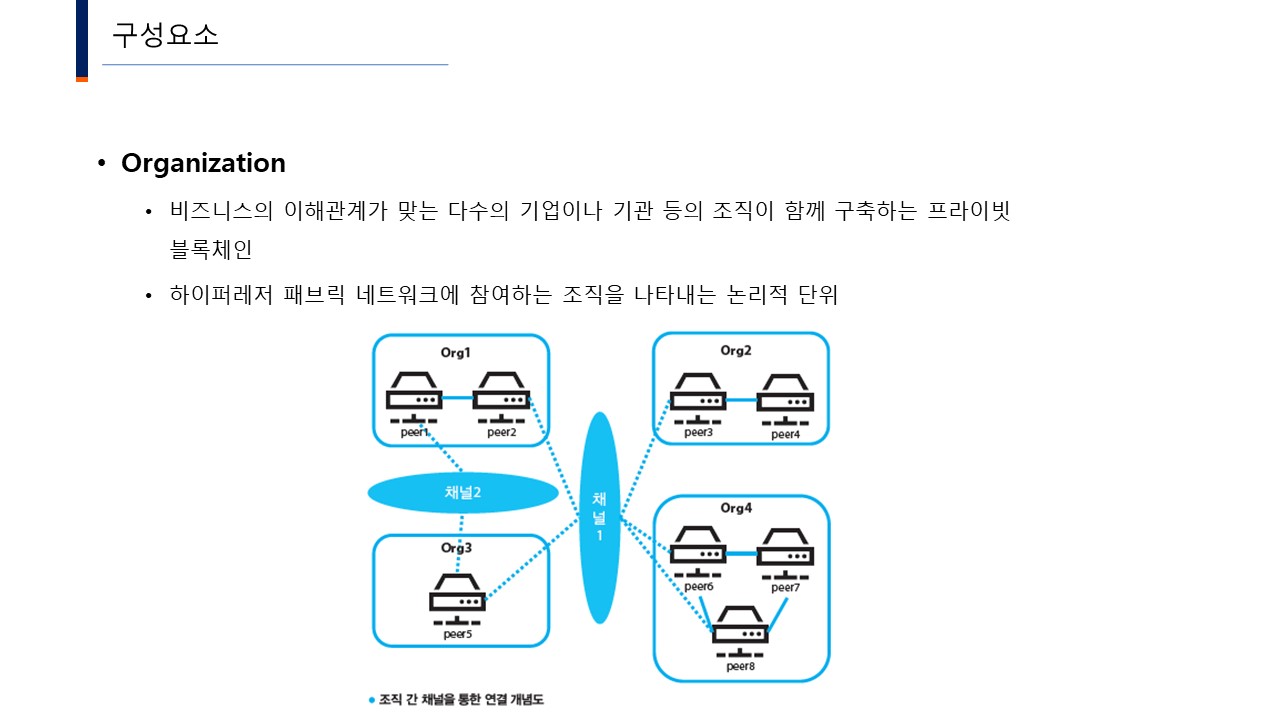 구성요소
• Organization
• 비즈니스의 이해관계가 맞는 다수의 기업이나 기관 등의 조직이 함께 구축하는 프라이빗
블록체인
• 하이퍼레저 패브릭 네트워크에 참여하는 조직을 나타내는 논리적 단위
Org1
peer1
peer2
Org2
peer3
peer4
채널2
채
널
1
Org3
peer5
Org4
peer6
peer7
peer8
• 조직 간 채널을 통한 연결 개념도